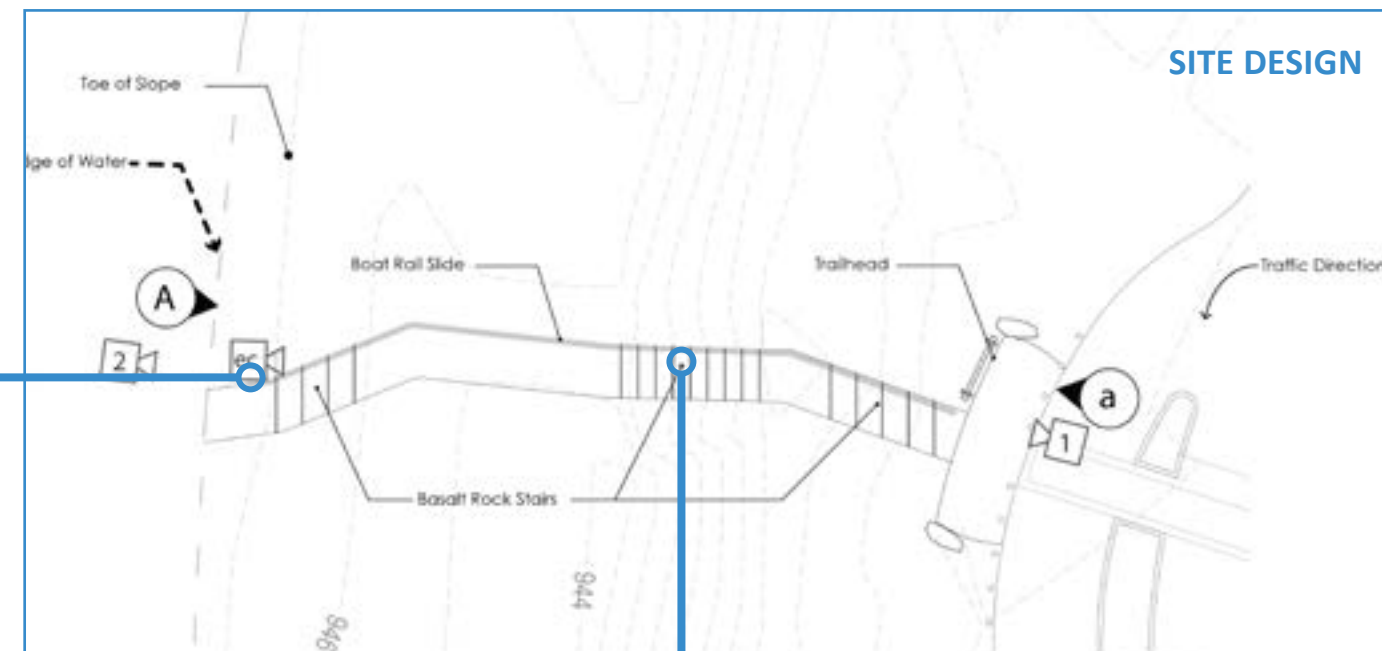 SITE DESIGN
Toe of Slope
dge of Water
Boat Rail Slide
Trailhead
Traffic Direction
A
2
ec
a
1
Basalt Rock Stairs
944
946